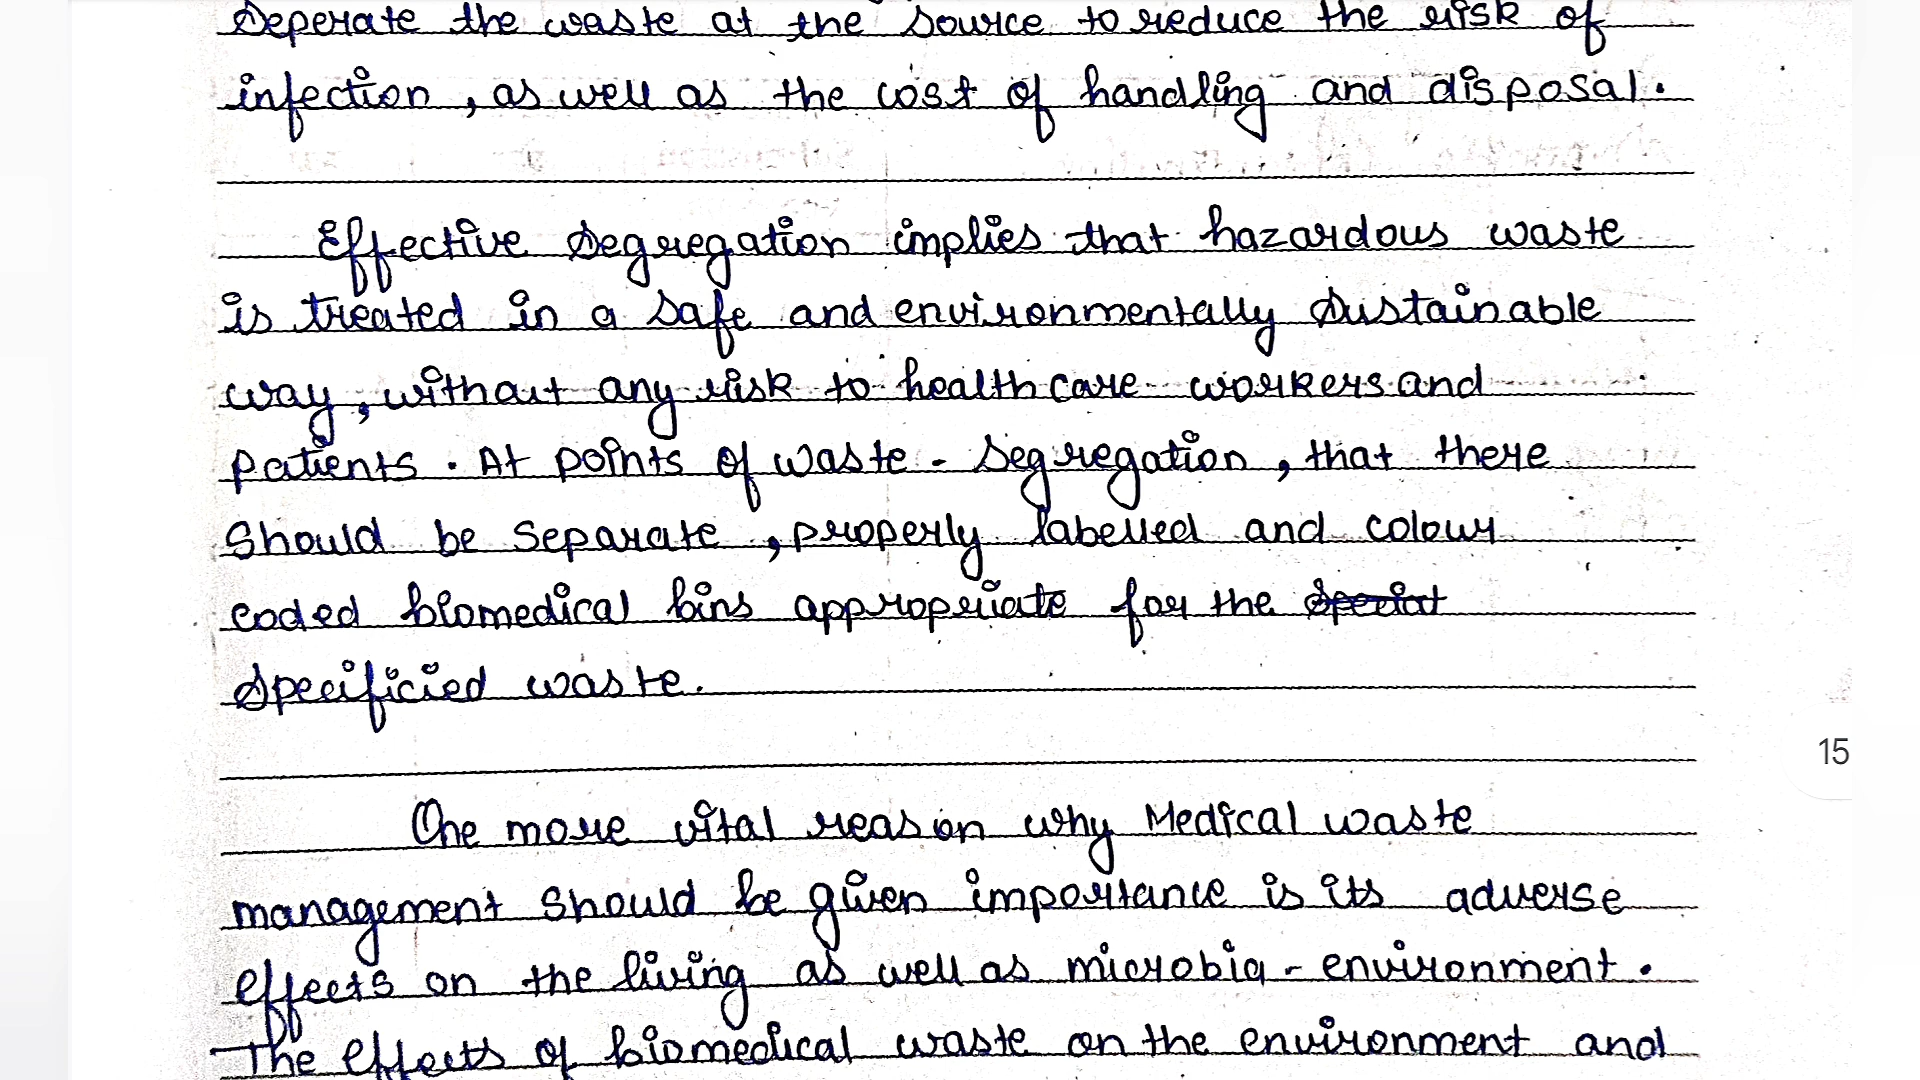 Seperate the waste at the source to reduce the risk of
infection, as well as the cost of handling and disposal.
Effective segregation implies that hazardous waste
is treated in a safe and environmentally sustainable
way, without any risk to health care workers and
patients. At points of waste - segregation, that there
should be separate, properly labelled and colour
coded biomedical bins appropriate for the
specificied waste.
15
One more vital reason why Medical waste
management should be given importance is its adverse
effects on the living as well as microbia - environment.
The effects of biomedical waste on the environment and